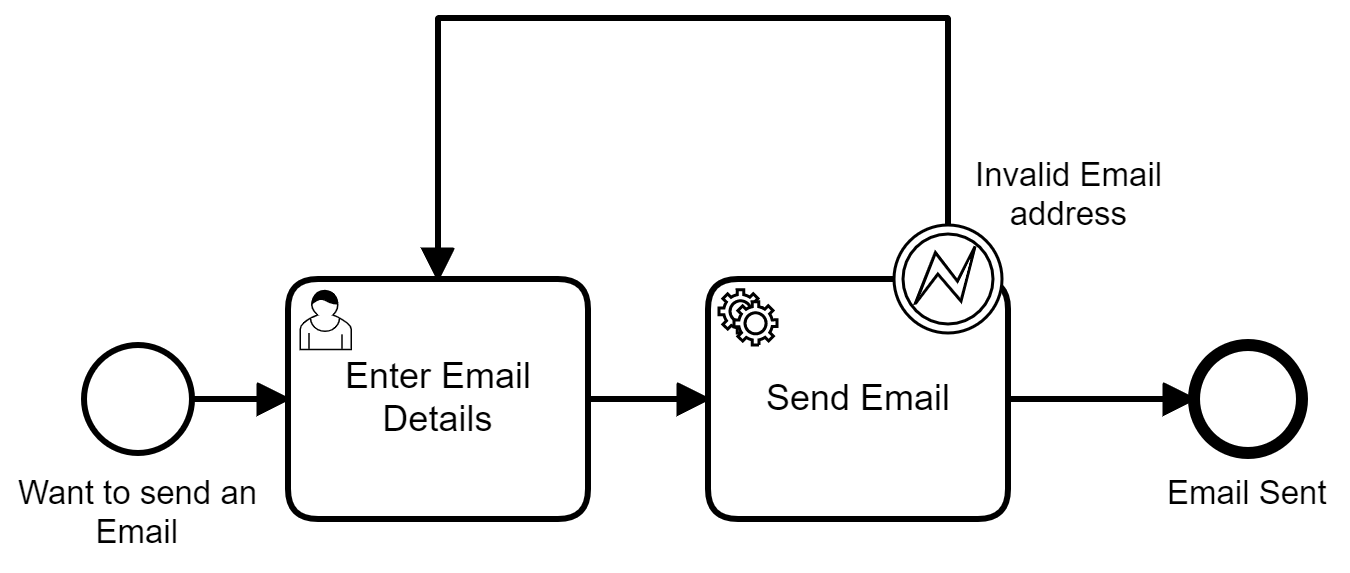 Invalid Email
address
Enter Email
Details
Send Email
Want to send an
Email
Email Sent